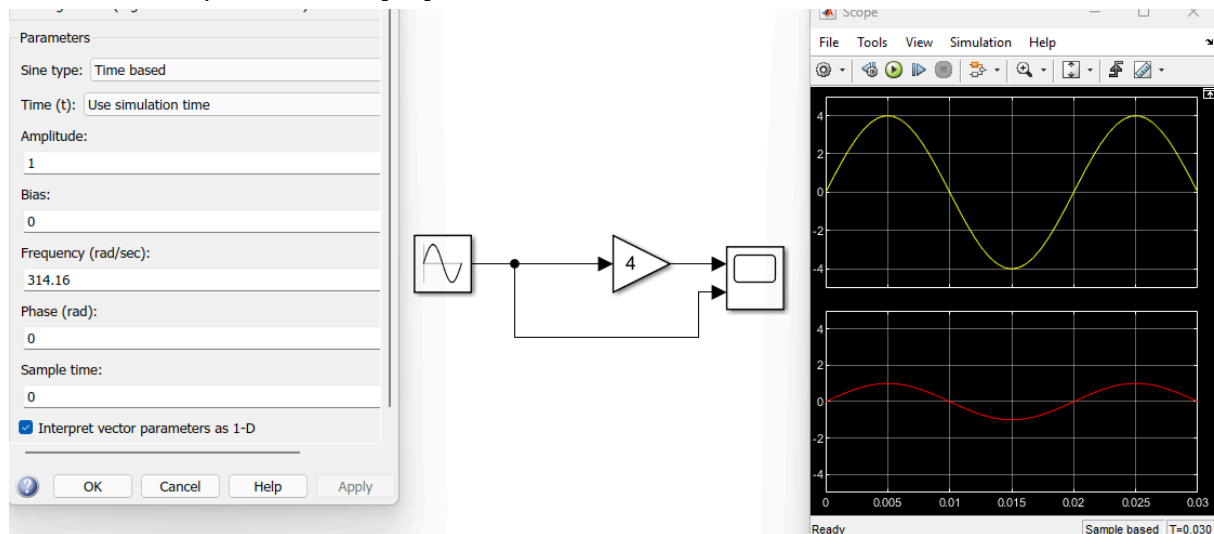 Parameters
Sine type: Time based
Time (t): Use simulation time
Amplitude:
1
Bias:
0
Frequency (rad/sec):
314.16
Phase (rad):
0
Sample time:
0
Interpret vector parameters as 1-D
OK Cancel Help Apply
4
Scope
File Tools View Simulation Help
4
2
0
-2
-4
4
2
0
-2
-4
0 0.005 0.01 0.015 0.02 0.025 0.03
Ready Sample based T=0.030